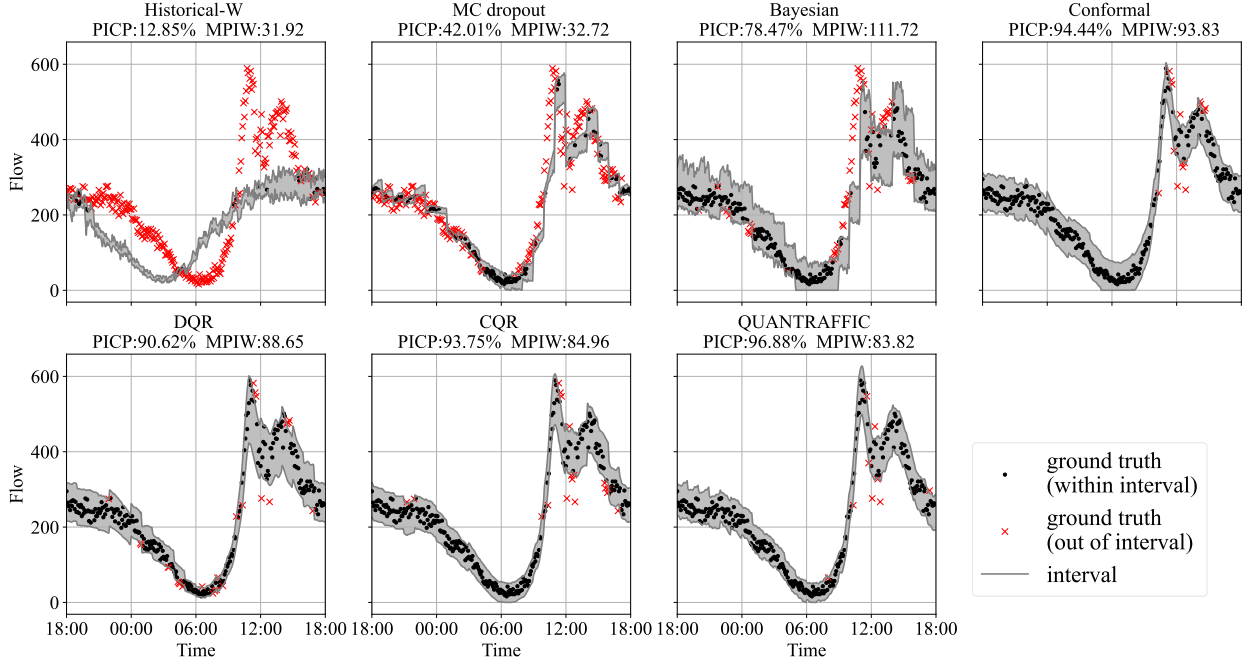 Historical-W
PICP:12.85% MPIW:31.92
MC dropout
PICP:42.01% MPIW:32.72
Bayesian
PICP:78.47% MPIW:111.72
Conformal
PICP:94.44% MPIW:93.83
600
400
200
0
Flow
DQR
PICP:90.62% MPIW:88.65
CQR
PICP:93.75% MPIW:84.96
QUANTRAFFIC
PICP:96.88% MPIW:83.82
600
400
200
0
Flow
18:00 00:00 06:00 12:00 18:00
Time
00:00 06:00 12:00 18:00
Time
00:00 06:00 12:00 18:00
Time
ground truth
(within interval)
ground truth
(out of interval)
interval